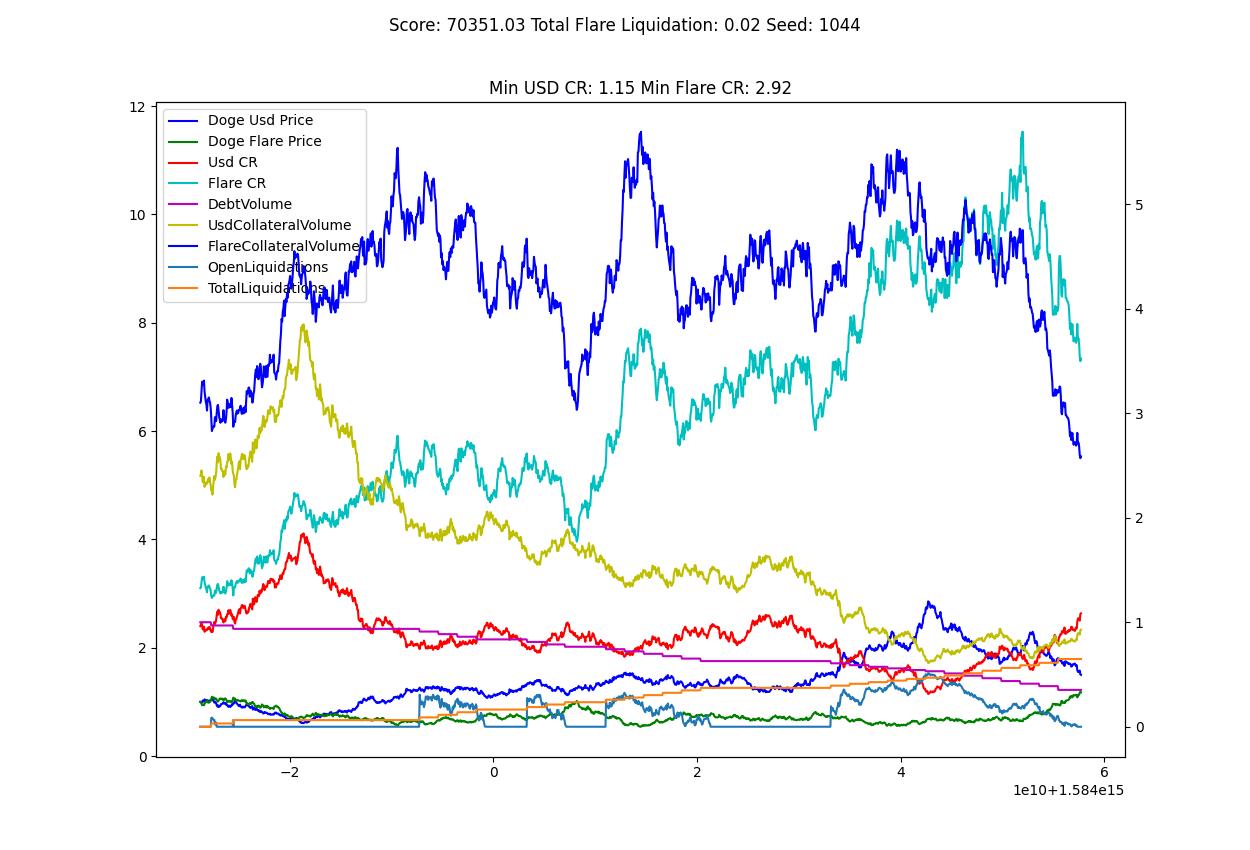 Score: 70351.03 Total Flare Liquidation: 0.02 Seed: 1044
Min USD CR: 1.15 Min Flare CR: 2.92
Doge Usd Price
Doge Flare Price
Usd CR
Flare CR
DebtVolume
UsdCollateralVolume
FlareCollateralVolume
OpenLiquidations
TotalLiquidations
12
10
8
6
4
2
0
5
4
3
2
1
0
−2
0
2
4
6
1e10+1.584e15